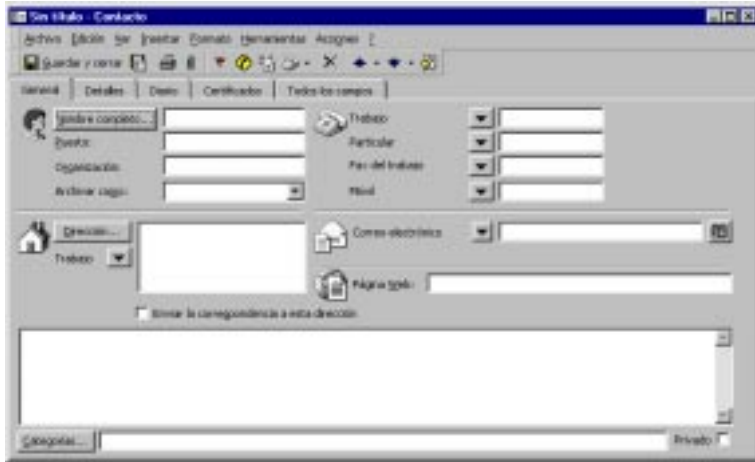 Sin título - Contacto
Archivo Edición Ver Insertar Formato Herramientas Acciones ?
Guardar y cerrar
General Detalles Diario Certificados Todos los campos
Nombre completo... Trabajo
Puesto: Particular
Organización: Fax del trabajo
Archivar como: Móvil
Dirección... Correo electrónico
Trabajo
Página Web:
Enviar la correspondencia a esta dirección
Categorías... Privado